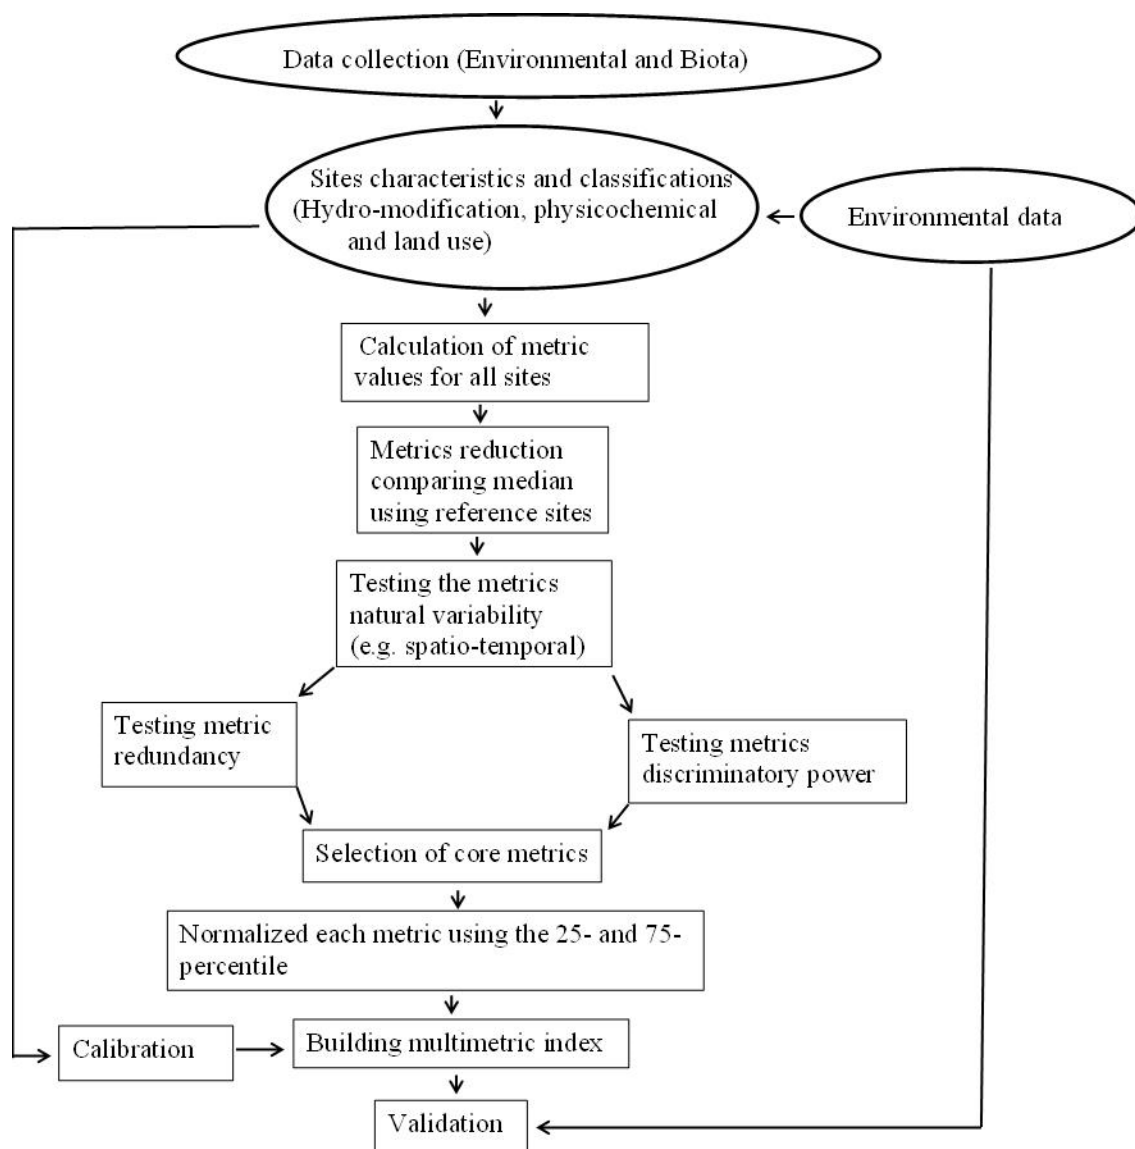 Data collection (Environmental and Biota)
Sites characteristics and classifications
(Hydro-modification, physicochemical
and land use)
Environmental data
Calculation of metric
values for all sites
Metrics reduction
comparing median
using reference sites
Testing the metrics
natural variability
(e.g. spatio-temporal)
Testing metric
redundancy
Testing metrics
discriminatory power
Selection of core metrics
Normalized each metric using the 25- and 75-
percentile
Calibration
Building multimetric index
Validation